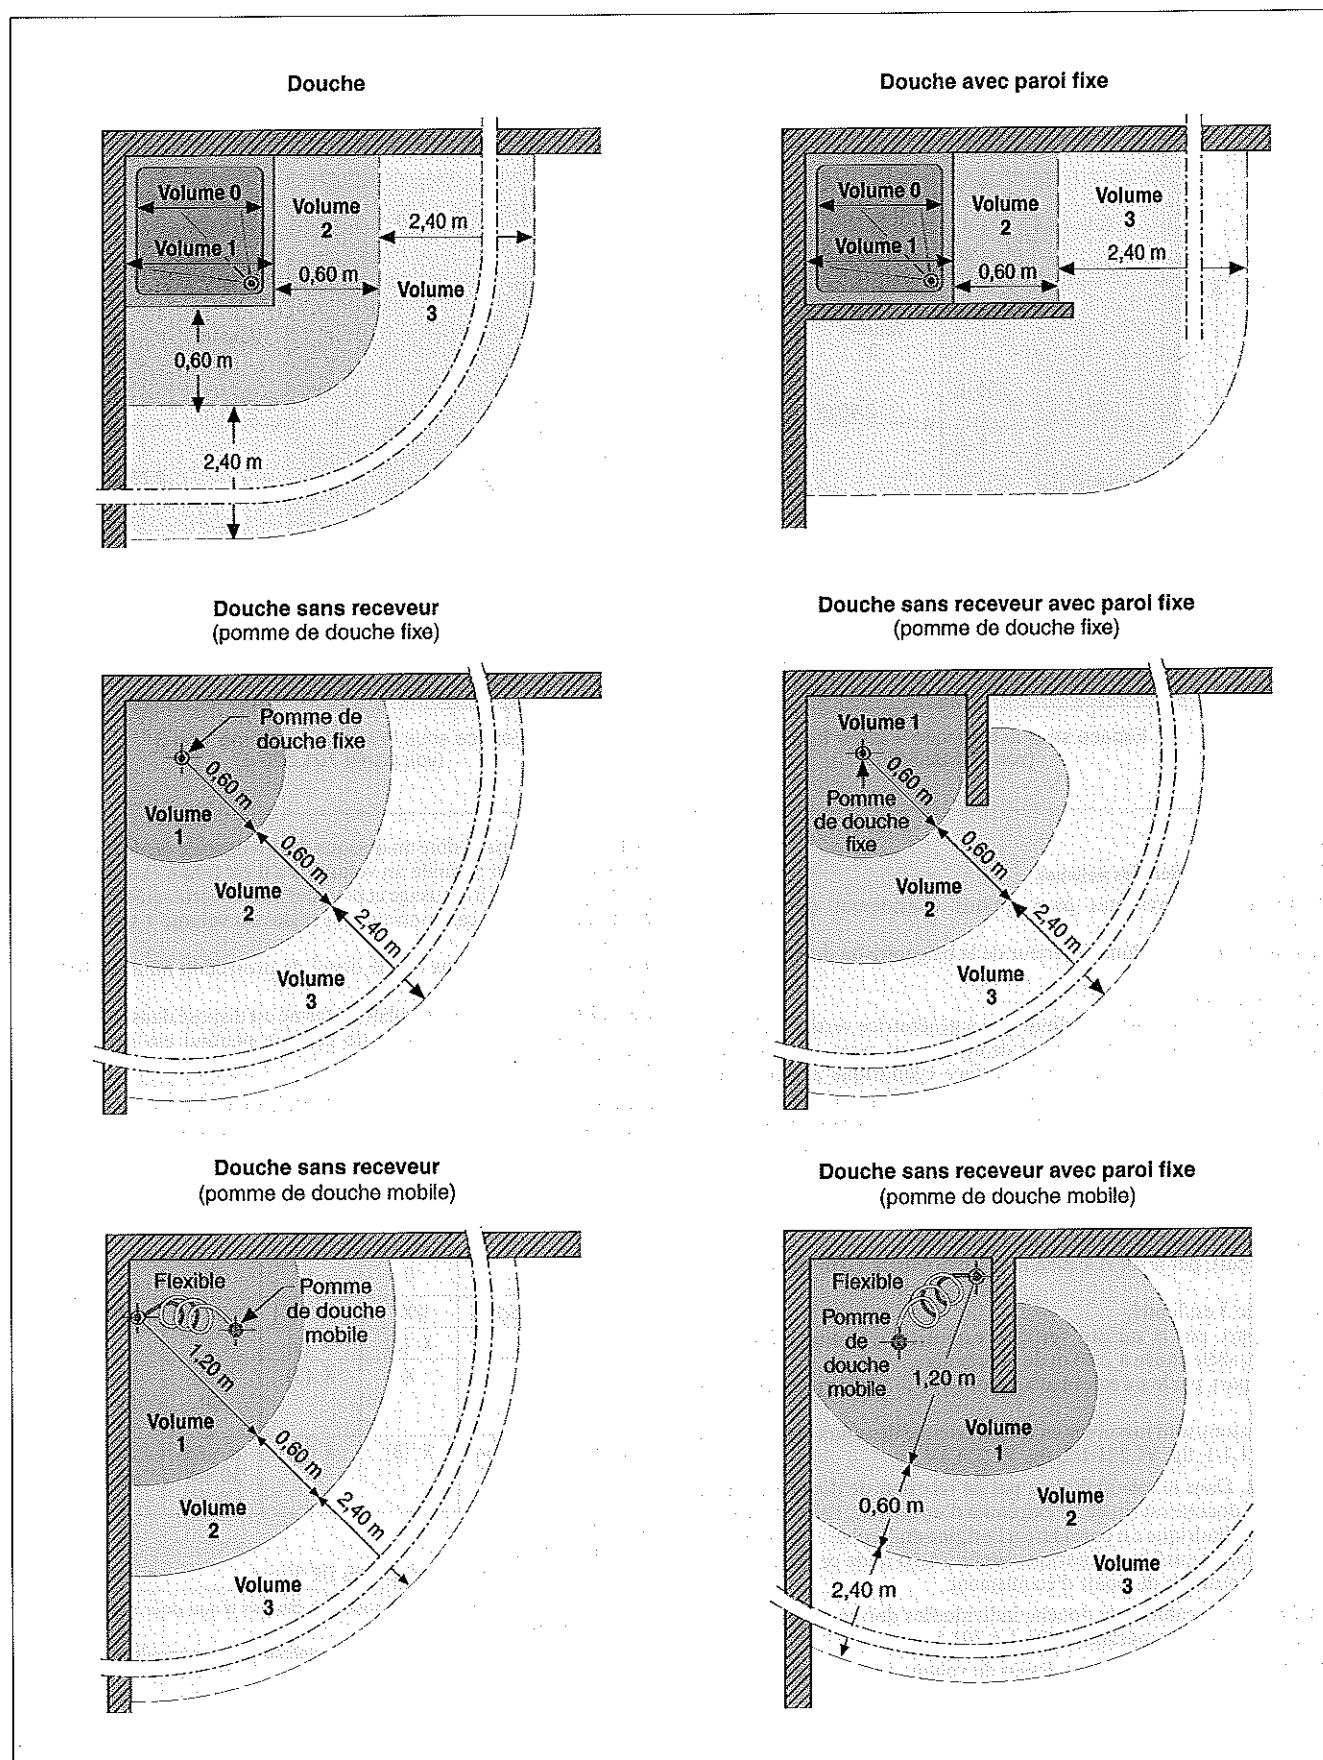 Douche
Volume 0
Volume 1
Volume
2
0,60 m
2,40 m
Volume
3
0,60 m
2,40 m
Douche avec paroi fixe
Volume 0
Volume 1
Volume
2
0,60 m
Volume
3
2,40 m
Douche sans receveur
(pomme de douche fixe)
Pomme de
douche fixe
0,60 m
Volume
1
0,60 m
Volume
2
2,40 m
Volume
3
Douche sans receveur avec paroi fixe
(pomme de douche fixe)
Volume 1
0,60 m
Pomme
de douche
fixe
0,60 m
Volume
2
2,40 m
Volume
3
Douche sans receveur
(pomme de douche mobile)
Flexible
Pomme
de douche
mobile
1,20 m
Volume
1
0,60 m
Volume
2
2,40 m
Volume
3
Douche sans receveur avec paroi fixe
(pomme de douche mobile)
Flexible
Pomme
de
douche
mobile
1,20 m
Volume
1
0,60 m
Volume
2
2,40 m
Volume
3